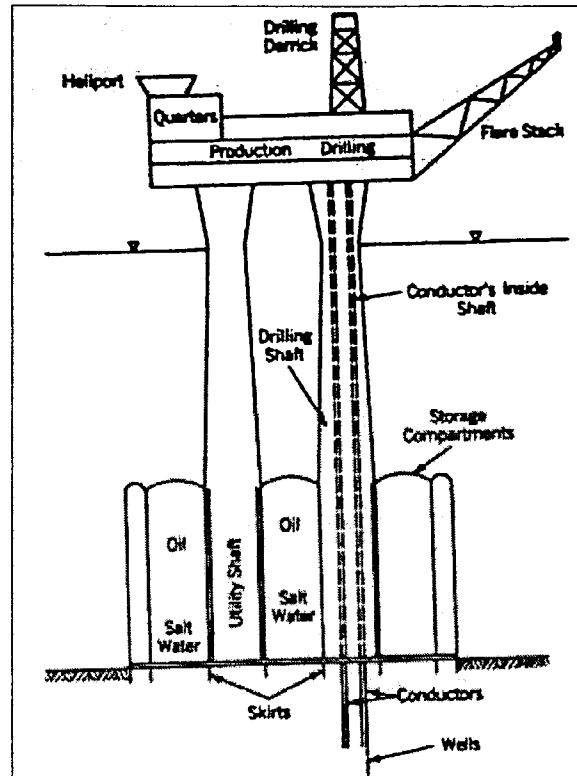 Drilling
Derrick
Heliport
Quarters
Flare Stack
Production
Drilling
Conductor's Inside
Shaft
Drilling
Shaft
Storage
Compartments
Oil
Oil
Utility Shaft
Salt
Water
Salt
Water
Skirts
Conductors
Wells